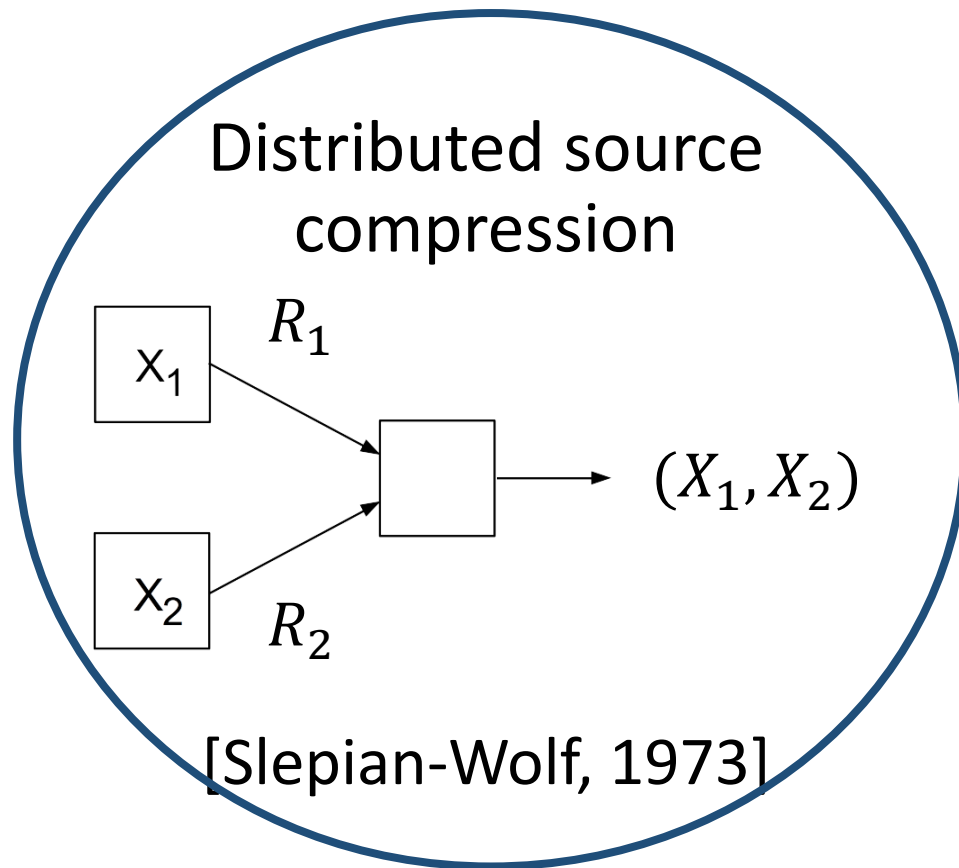 Distributed source
compression
R₁
X₁
(X₁, X₂)
X₂
R₂
[Slepian-Wolf, 1973]